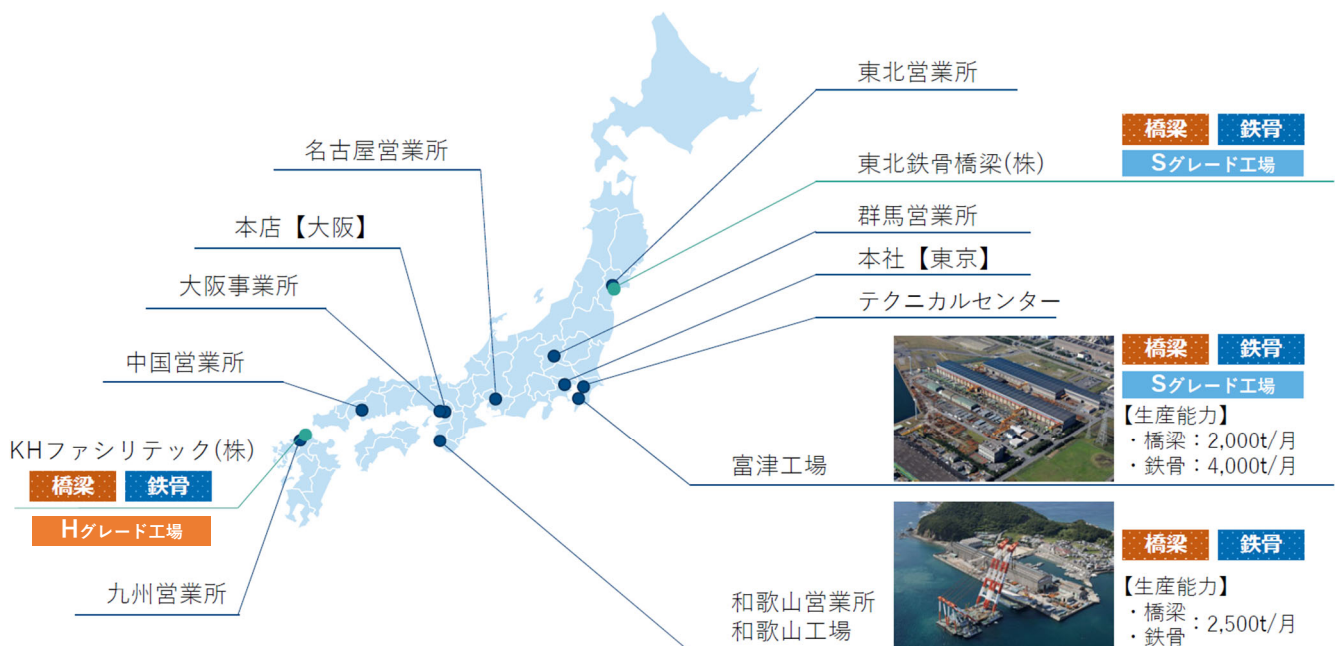 東北営業所
橋梁 鉄骨
名古屋営業所
東北鉄骨橋梁(株)
Sグレード工場
本店【大阪】
群馬営業所
本社【東京】
大阪事業所
テクニカルセンター
中国営業所
橋梁 鉄骨
Sグレード工場
【生産能力】
・橋梁：2,000t/月
・鉄骨：4,000t/月
KHファシリテック(株)
富津工場
橋梁 鉄骨
Hグレード工場
橋梁 鉄骨
九州営業所
【生産能力】
和歌山営業所
和歌山工場
・橋梁
・鉄骨
：2,500t/月